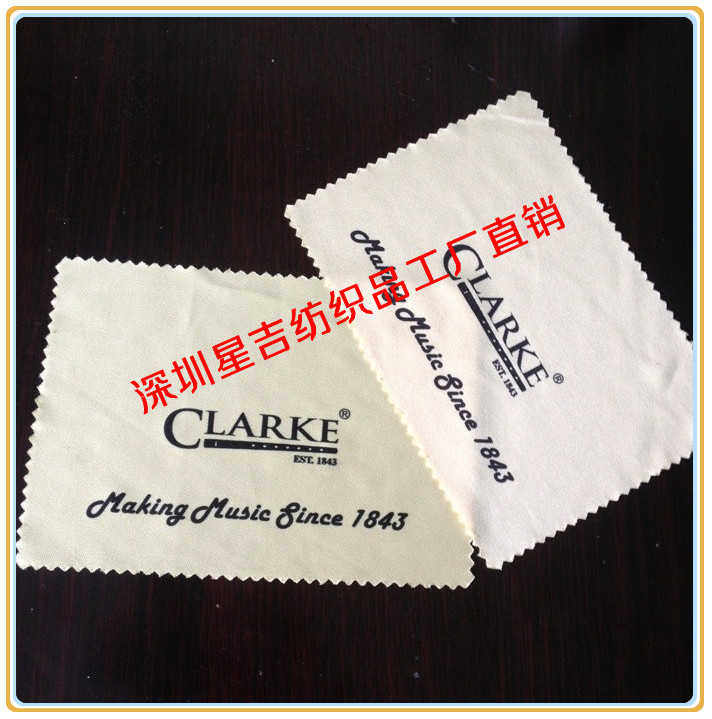 深圳星吉纺织品工厂直销
CLARKE®
EST. 1843
Making Music Since 1843
CLARKE®
EST. 1843
Making Music Since 1843